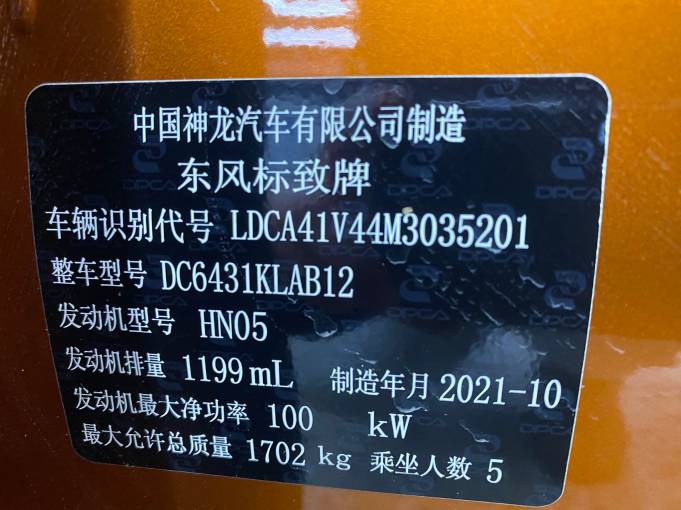 中国神龙汽车有限公司制造
东风标致牌
车辆识别代号 LDCA41V44M3035201
整车型号 DC6431KLAB12
发动机型号 HN05
发动机排量 1199 mL 制造年月 2021-10
发动机最大净功率 100 kW
最大允许总质量 1702 kg 乘坐人数 5
DPCA
DPCA
DPCA